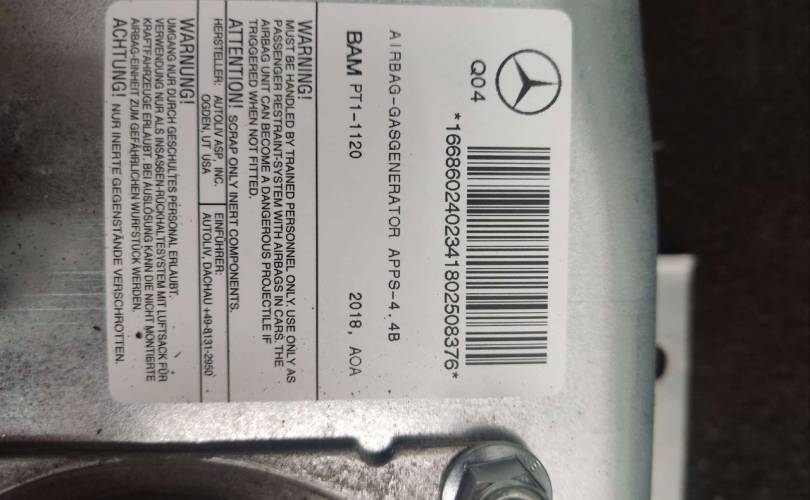 Q04
*16686024023418025083​76*
AIRBAG-GASGENERATOR APPS-4,4B
BAM PT1-1120 2018, AOA
WARNING!
MUST BE HANDLED BY TRAINED PERSONNEL ONLY. USE ONLY AS
PASSENGER RESTRAINT-SYSTEM WITH AIRBAGS IN CARS. THE
AIRBAG UNIT CAN BECOME A DANGEROUS PROJECTILE IF
TRIGGERED WHEN NOT FITTED.
ATTENTION! SCRAP ONLY INERT COMPONENTS.
HERSTELLER: AUTOLIV ASP, INC. EINFÜHRER:
OGDEN, UT USA AUTOLIV, DACHAU +49-8131-2950
WARNUNG!
UMGANG NUR DURCH GESCHULTES PERSONAL ERLAUBT.
VERWENDUNG NUR ALS INSASSEN-RÜCKHALTESYSTEM MIT LUFTSACK FÜR
KRAFTFAHRZEUGE ERLAUBT. BEI AUSLÖSUNG KANN DIE NICHT MONTIERTE
AIRBAG-EINHEIT ZUM GEFÄHRLICHEN WURFSTÜCK WERDEN.
ACHTUNG! NUR INERTE GEGENSTÄNDE VERSCHROTTEN.